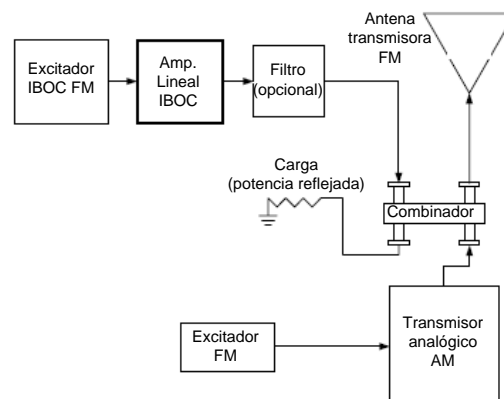 Antena
transmisora
FM
Excitador
IBOC FM
Amp.
Lineal
IBOC
Filtro
(opcional)
Carga
(potencia reflejada)
Combinador
Excitador
FM
Transmisor
analógico
AM